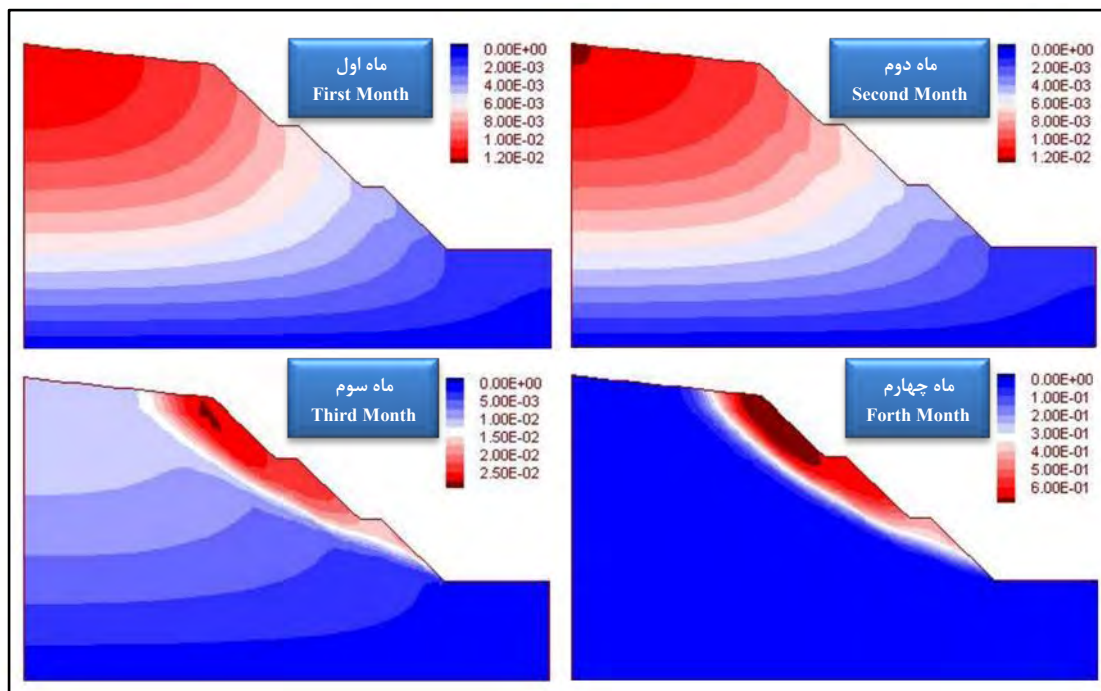 ماه اول
First Month
0.00E+00
2.00E-03
4.00E-03
6.00E-03
8.00E-03
1.00E-02
1.20E-02
ماه دوم
Second Month
0.00E+00
2.00E-03
4.00E-03
6.00E-03
8.00E-03
1.00E-02
1.20E-02
ماه سوم
Third Month
0.00E+00
5.00E-03
1.00E-02
1.50E-02
2.00E-02
2.50E-02
ماه چهارم
Forth Month
0.00E+00
1.00E-01
2.00E-01
3.00E-01
4.00E-01
5.00E-01
6.00E-01